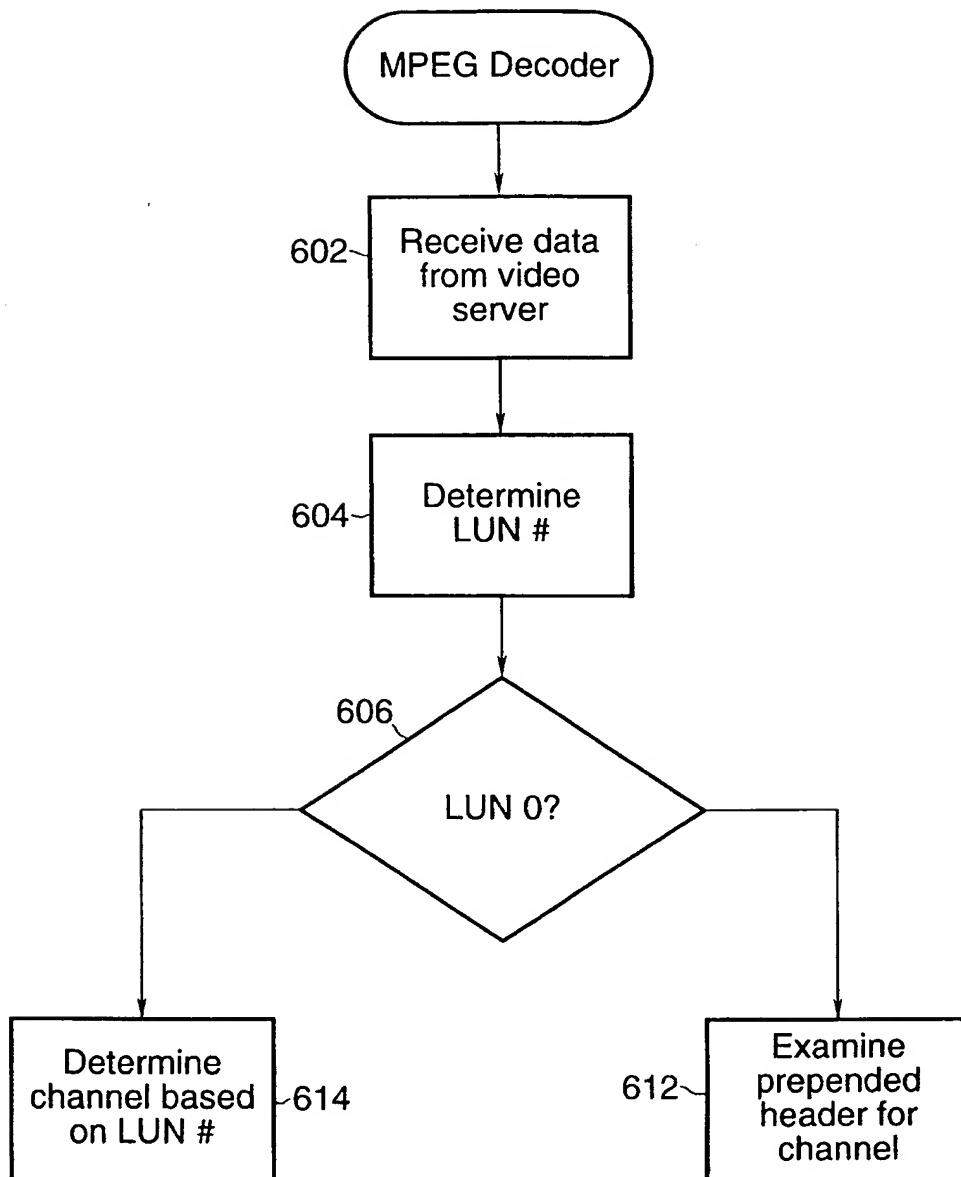 MPEG Decoder
602
Receive data
from video
server
604
Determine
LUN #
606
LUN 0?
Determine
channel based
on LUN #
614
612
Examine
prepended
header for
channel